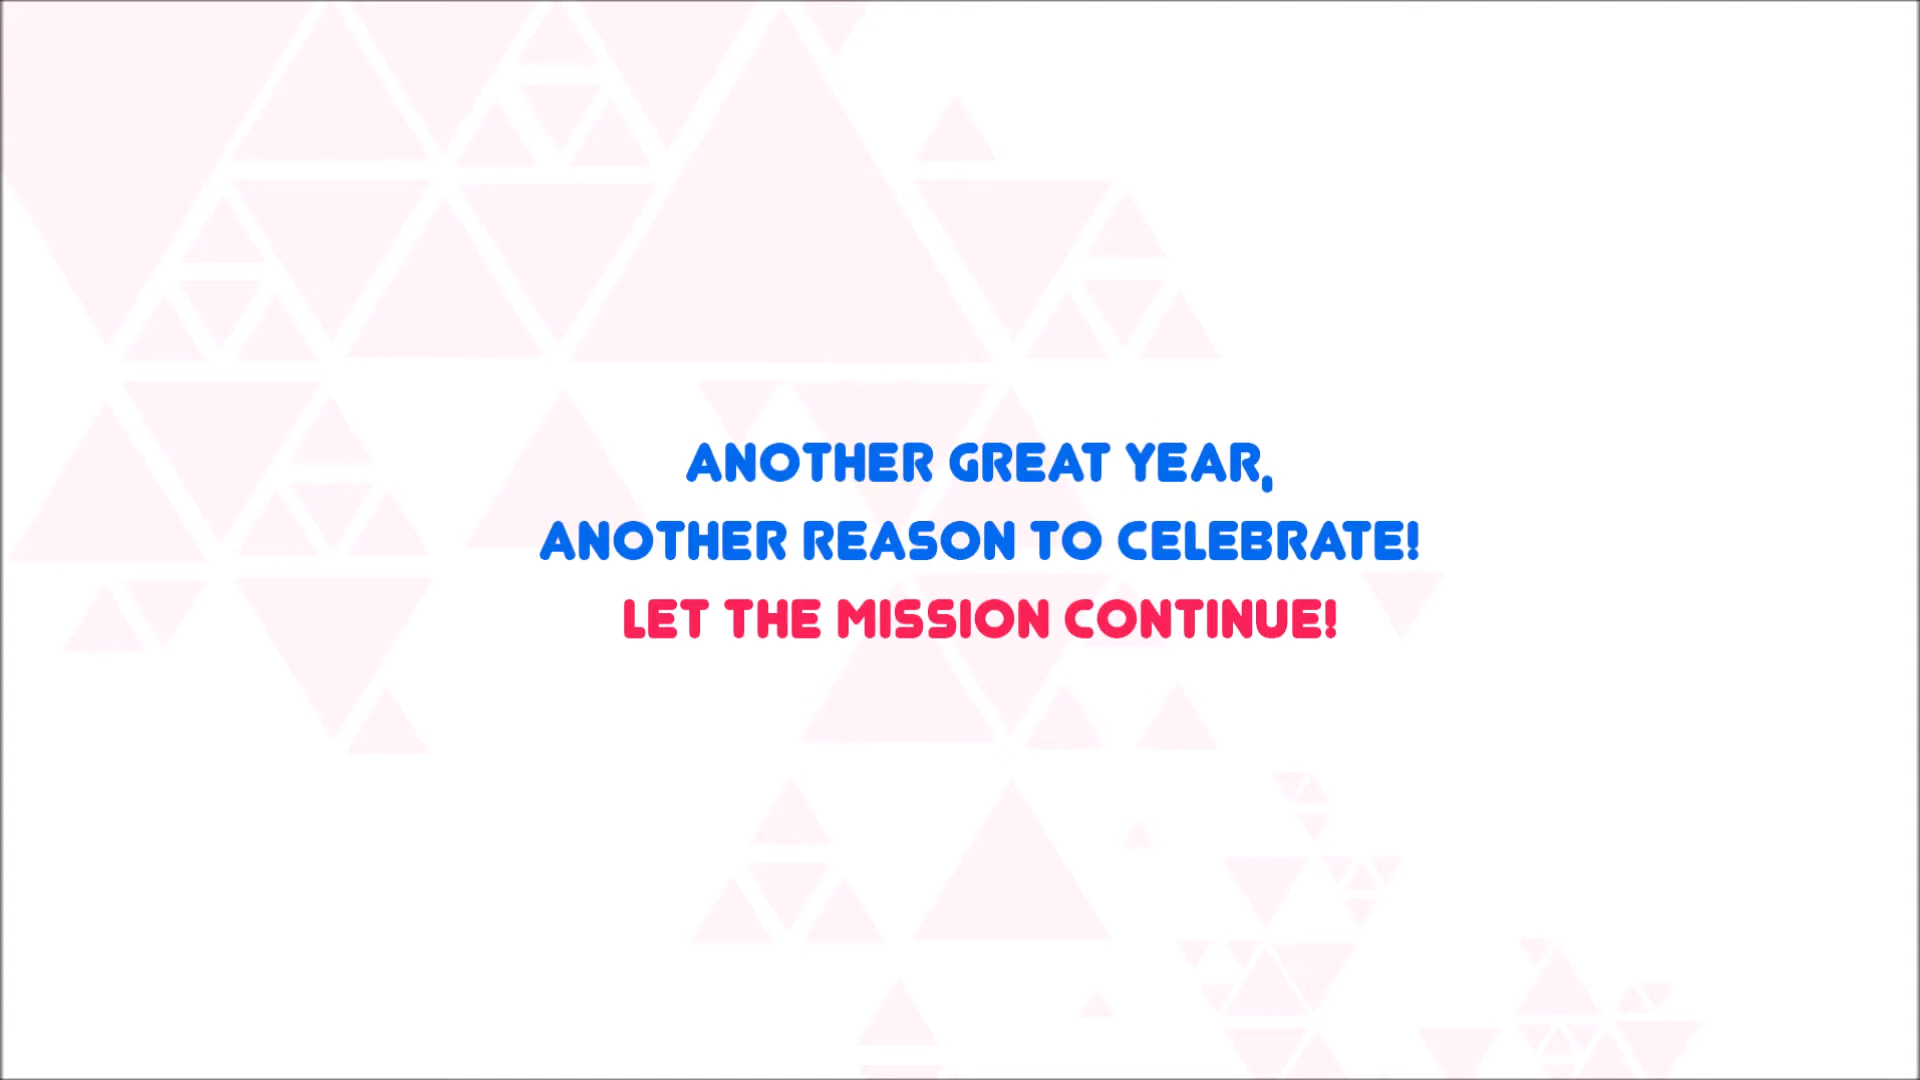 ANOTHER GREAT YEAR,
ANOTHER REASON TO CELEBRATE!
LET THE MISSION CONTINUE!